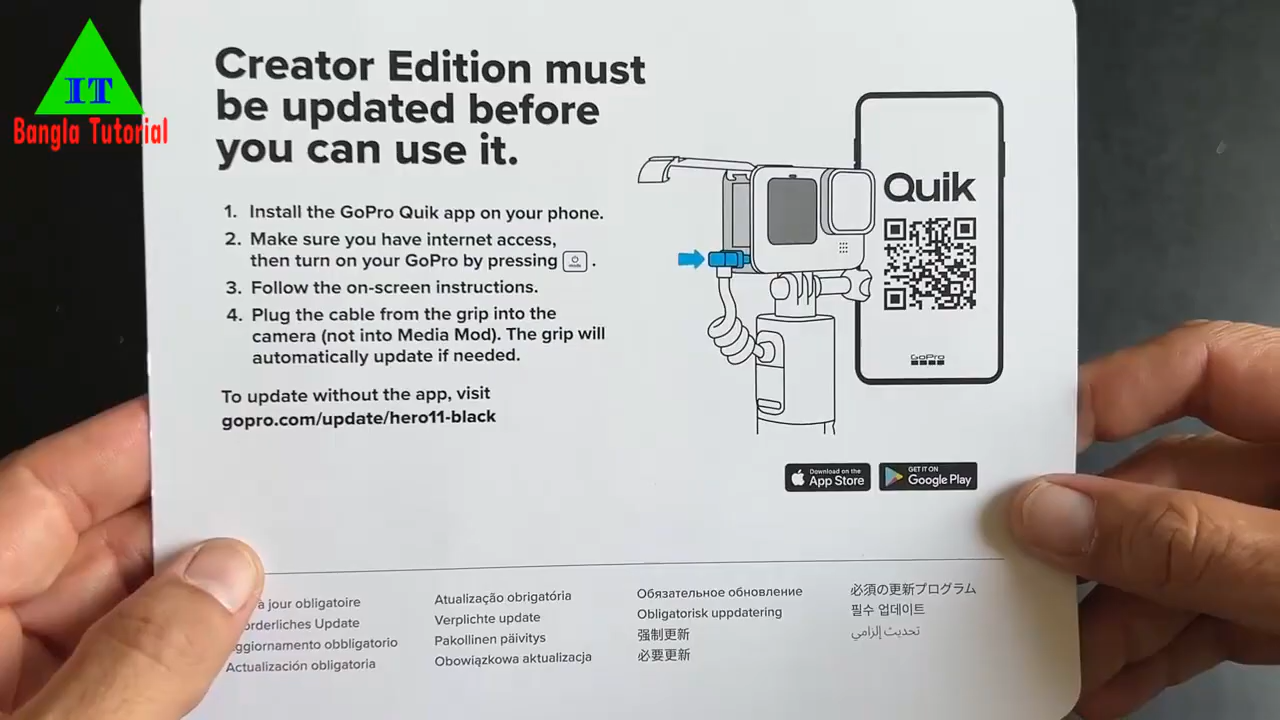 IT
Bangla Tutorial
Creator Edition must
be updated before
you can use it.
1. Install the GoPro Quik app on your phone.
2. Make sure you have internet access,
then turn on your GoPro by pressing .
3. Follow the on-screen instructions.
4. Plug the cable from the grip into the
camera (not into Media Mod). The grip will
automatically update if needed.
To update without the app, visit
gopro.com/update/hero11-black
Quik
GoPro
Download on the
App Store
GET IT ON
Google Play
à jour obligatoire
Update
obbligatorio
Actualización obligatoria
Atualização obrigatória
Verplichte update
Pakollinen päivitys
Obowiązkowa aktualizacja
Обязательное обновление
Obligatorisk uppdatering
强制更新
必要更新
必須の更新プログラム
필수 업데이트
تحديث إلزامي